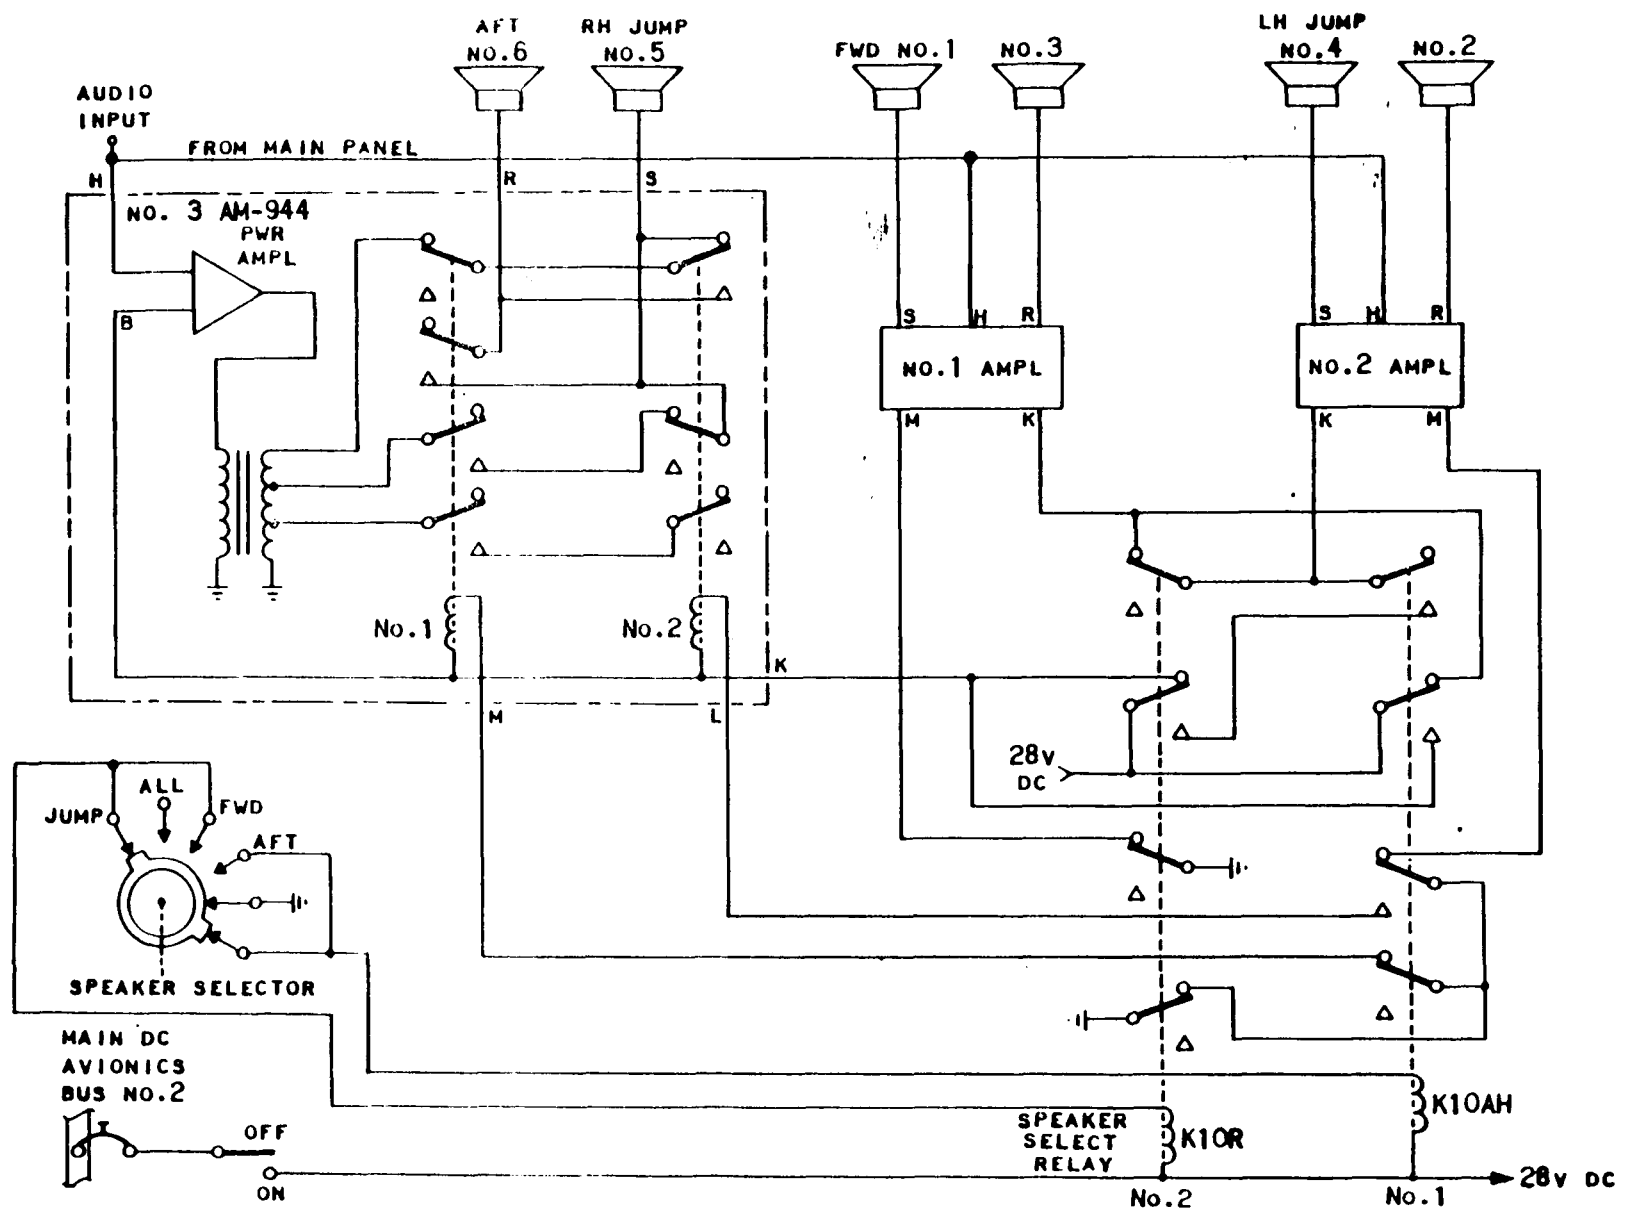 AFT
NO.6
RH JUMP
NO.5
FWD NO.1
NO.3
LH JUMP
NO.4
NO.2
AUDIO
INPUT
FROM MAIN PANEL
H
R
S
NO. 3 AM-944
PWR
AMPL
B
S
H
R
S
H
R
NO.1 AMPL
NO.2 AMPL
M
K
K
M
No.1
No.2
K
M
L
28V
DC
JUMP
ALL
FWD
AFT
SPEAKER SELECTOR
MAIN DC
AVIONICS
BUS NO.2
OFF
ON
SPEAKER
SELECT
RELAY
K10R
K10AH
No.2
No.1
28V DC